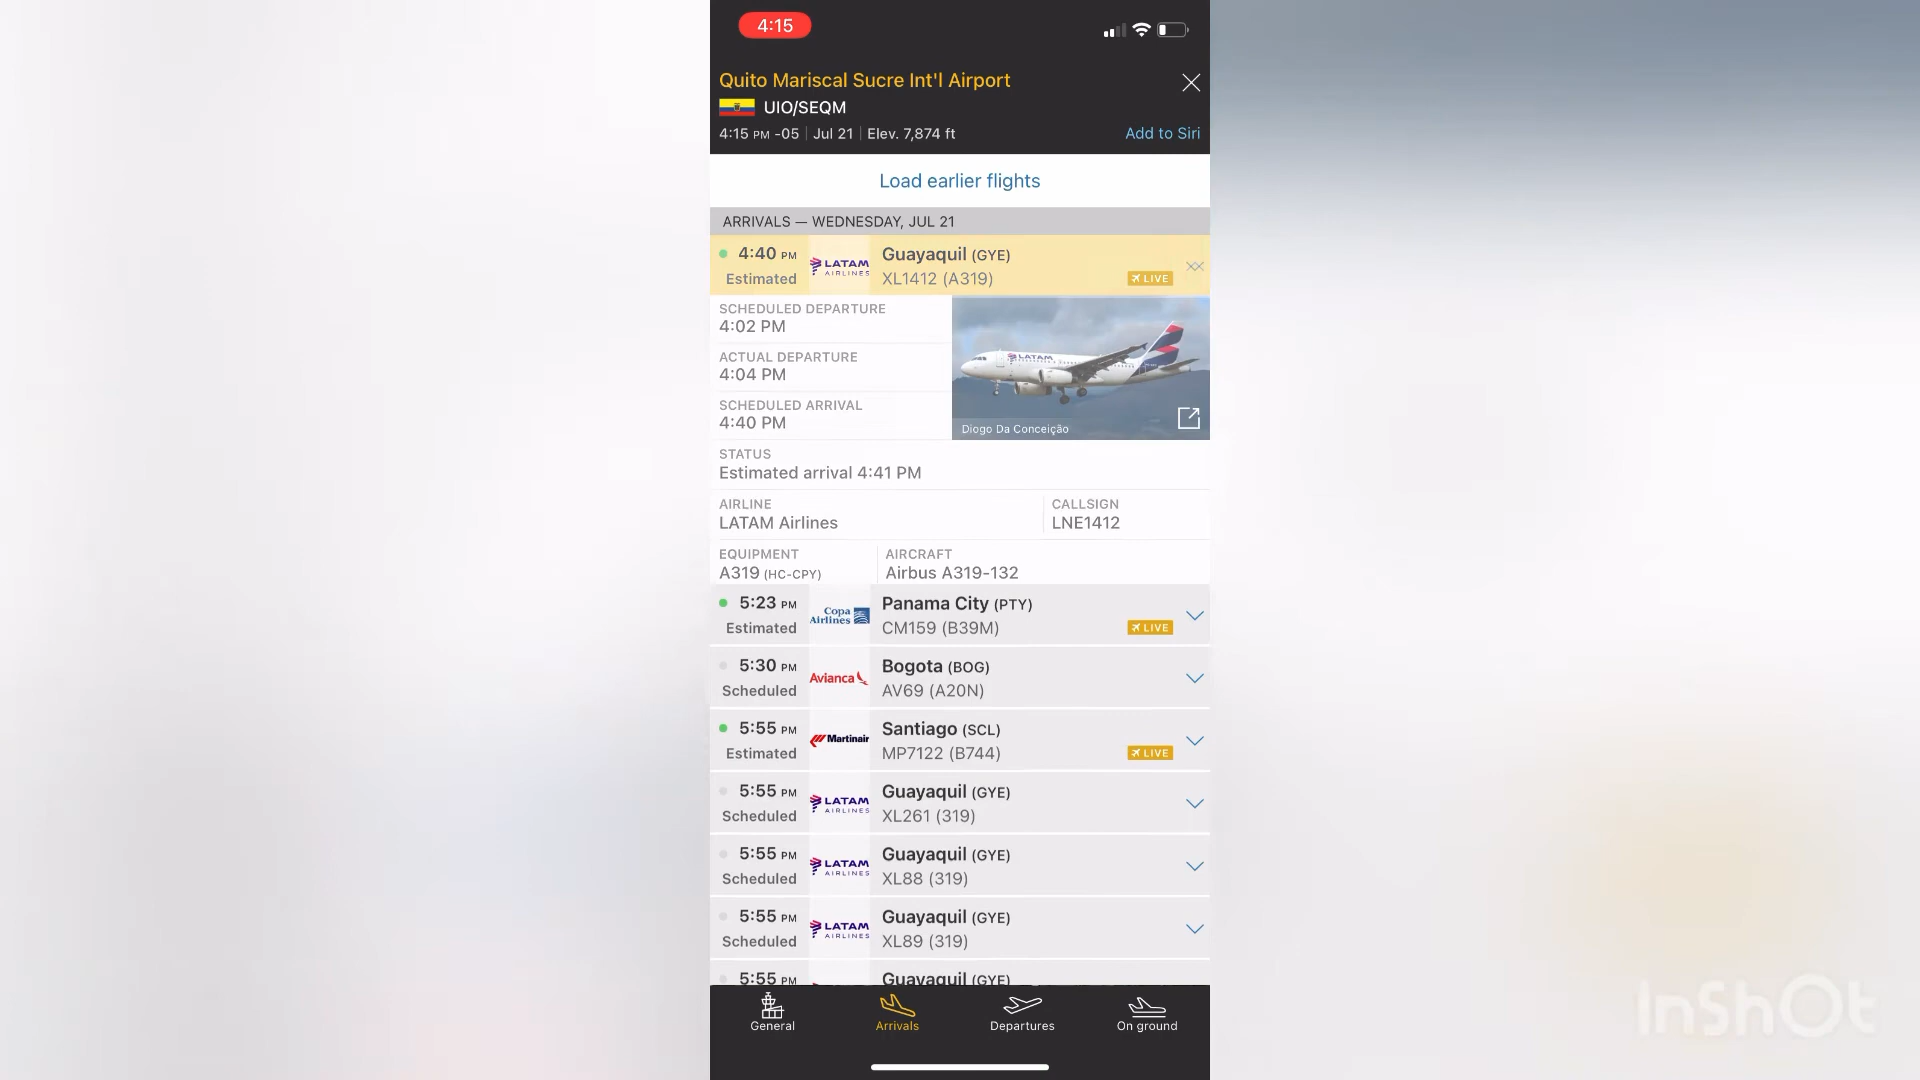 4:15
Quito Mariscal Sucre Int'l Airport
UIO/SEQM
4:15 PM -05 | Jul 21 | Elev. 7,874 ft
Add to Siri
Load earlier flights
ARRIVALS — WEDNESDAY, JUL 21
4:40 PM
Estimated
LATAM AIRLINES
Guayaquil (GYE)
XL1412 (A319)
LIVE
SCHEDULED DEPARTURE
4:02 PM
ACTUAL DEPARTURE
4:04 PM
SCHEDULED ARRIVAL
4:40 PM
LATAM
Diogo Da Conceição
STATUS
Estimated arrival 4:41 PM
AIRLINE
LATAM Airlines
CALLSIGN
LNE1412
EQUIPMENT
A319 (HC-CPY)
AIRCRAFT
Airbus A319-132
5:23 PM
Estimated
Copa Airlines
Panama City (PTY)
CM159 (B39M)
LIVE
5:30 PM
Scheduled
Avianca
Bogota (BOG)
AV69 (A20N)
5:55 PM
Estimated
Martinair
Santiago (SCL)
MP7122 (B744)
LIVE
5:55 PM
Scheduled
LATAM AIRLINES
Guayaquil (GYE)
XL261 (319)
5:55 PM
Scheduled
LATAM AIRLINES
Guayaquil (GYE)
XL88 (319)
5:55 PM
Scheduled
LATAM AIRLINES
Guayaquil (GYE)
XL89 (319)
5:55 PM
Guayaquil (GYE)
General
Arrivals
Departures
On ground
InShOt